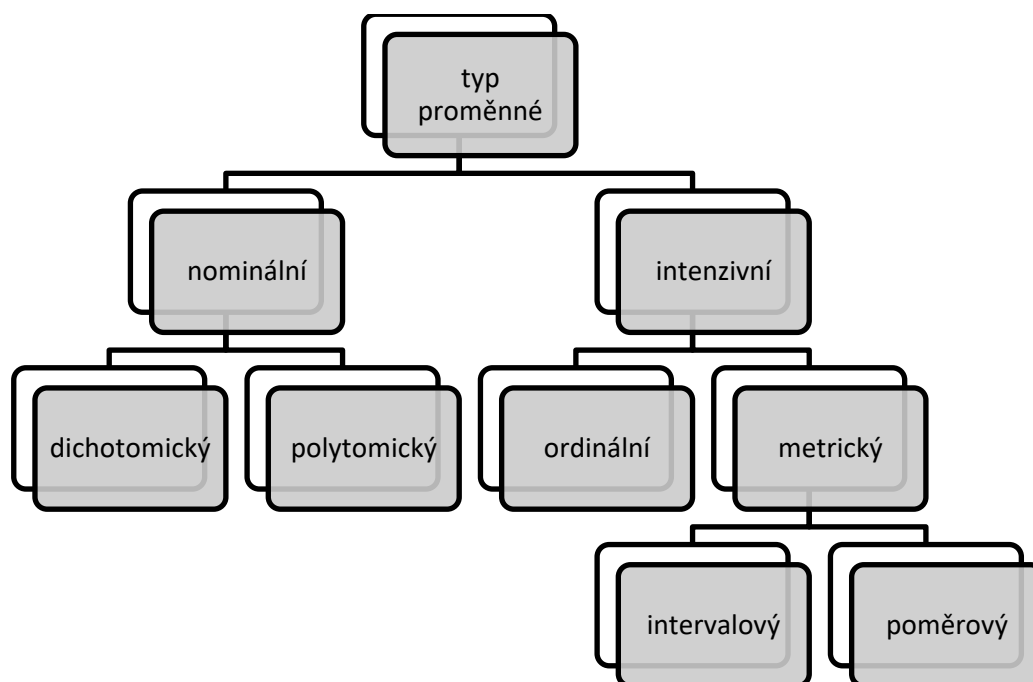 typ
proměnné
nominální
intenzivní
dichotomický
polytomický
ordinální
metrický
intervalový
poměrový